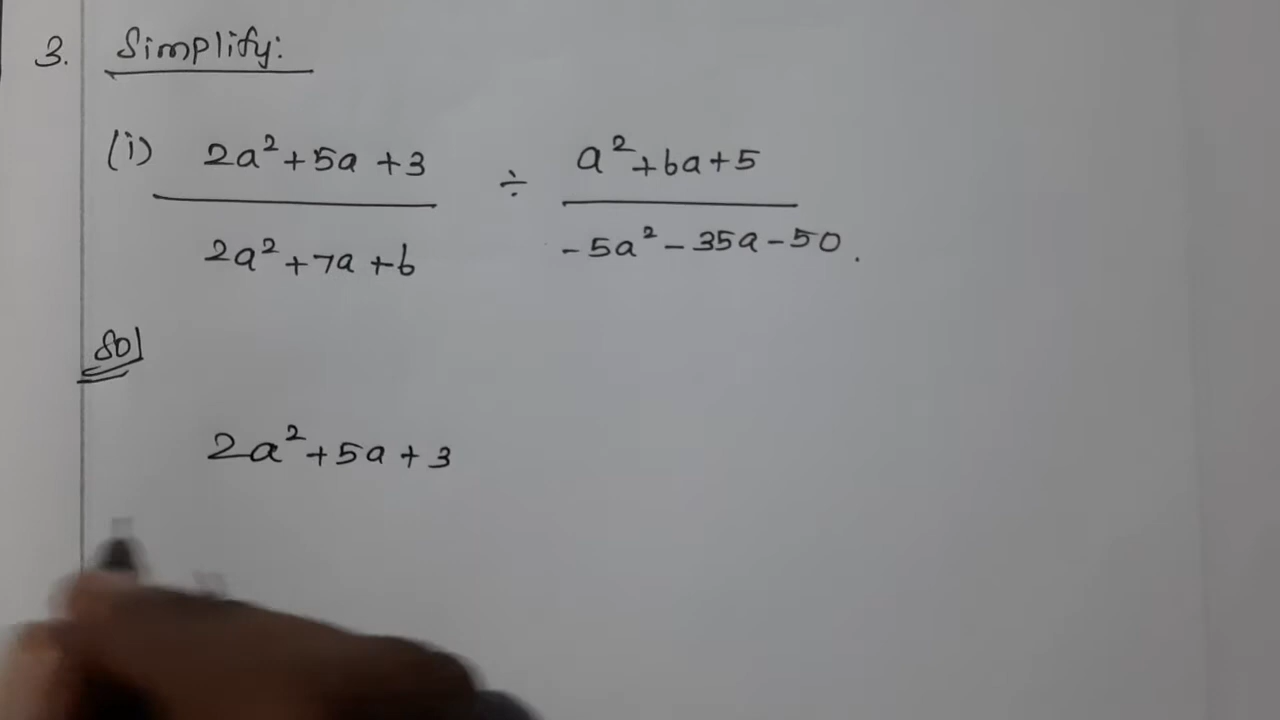 3. Simplify:
(i) 2a²+5a+3 ÷ a²+6a+5
2a²+7a+6 -5a²-35a-50.
Sol
2a²+5a+3